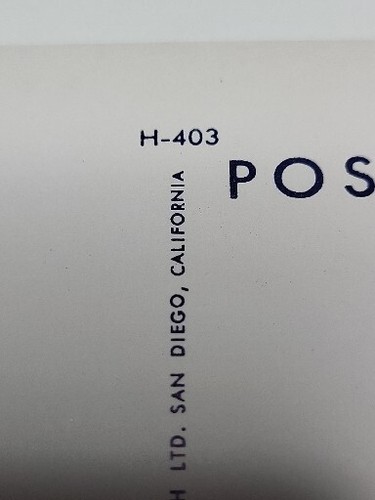 H-403
POS
H LTD. SAN DIEGO, CALIFORNIA